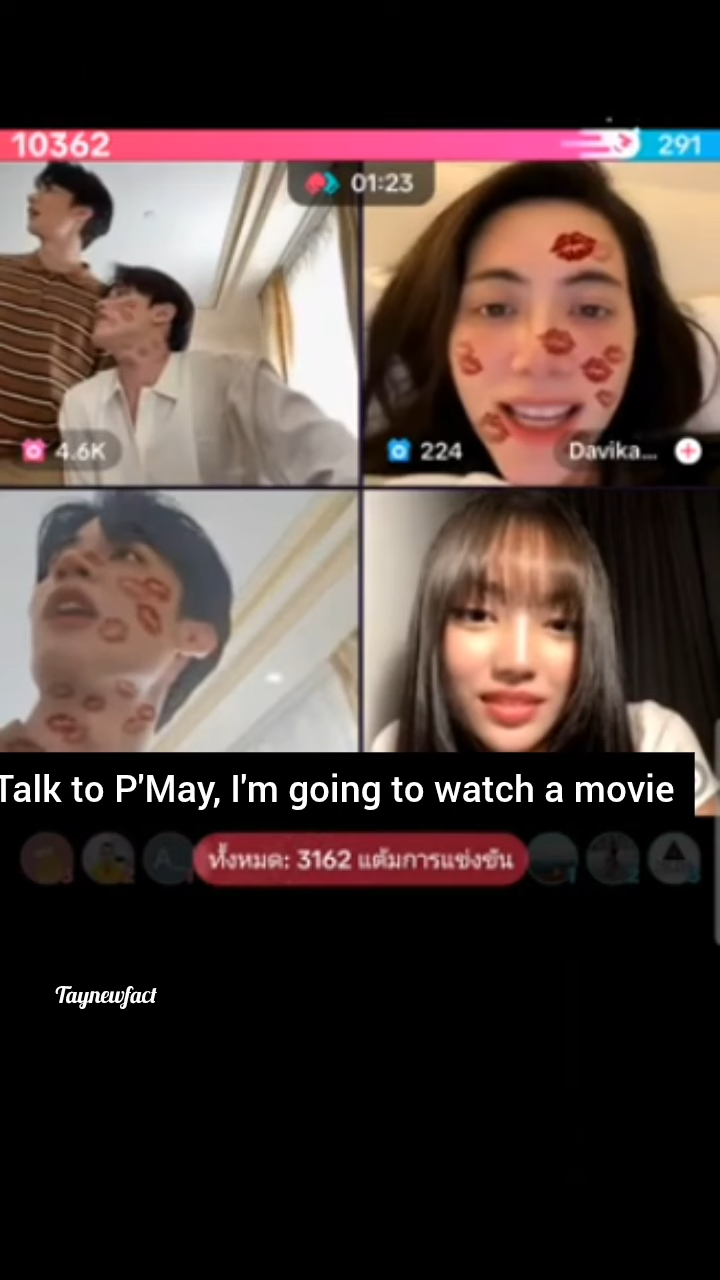 10362
291
01:23
4.6K
224
Davika...
Talk to P'May, I'm going to watch a movie
ทั้งหมด: 3162 แต้มการแข่งขัน
Taynewfact